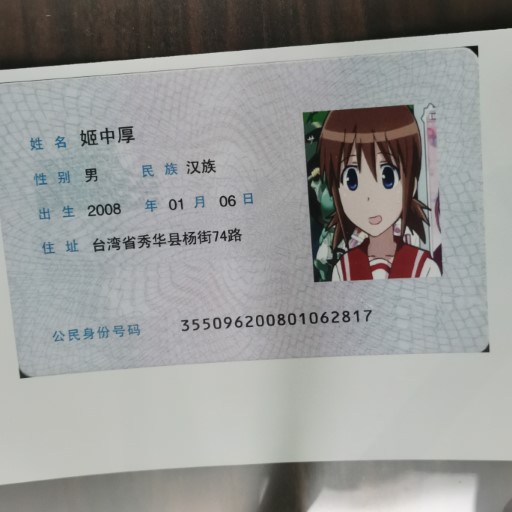 姓名 姬中厚
性别 男 民族 汉族
出生 2008 年 01 月 06 日
住址 台湾省秀华县杨街74路
公民身份号码 355096200801062817